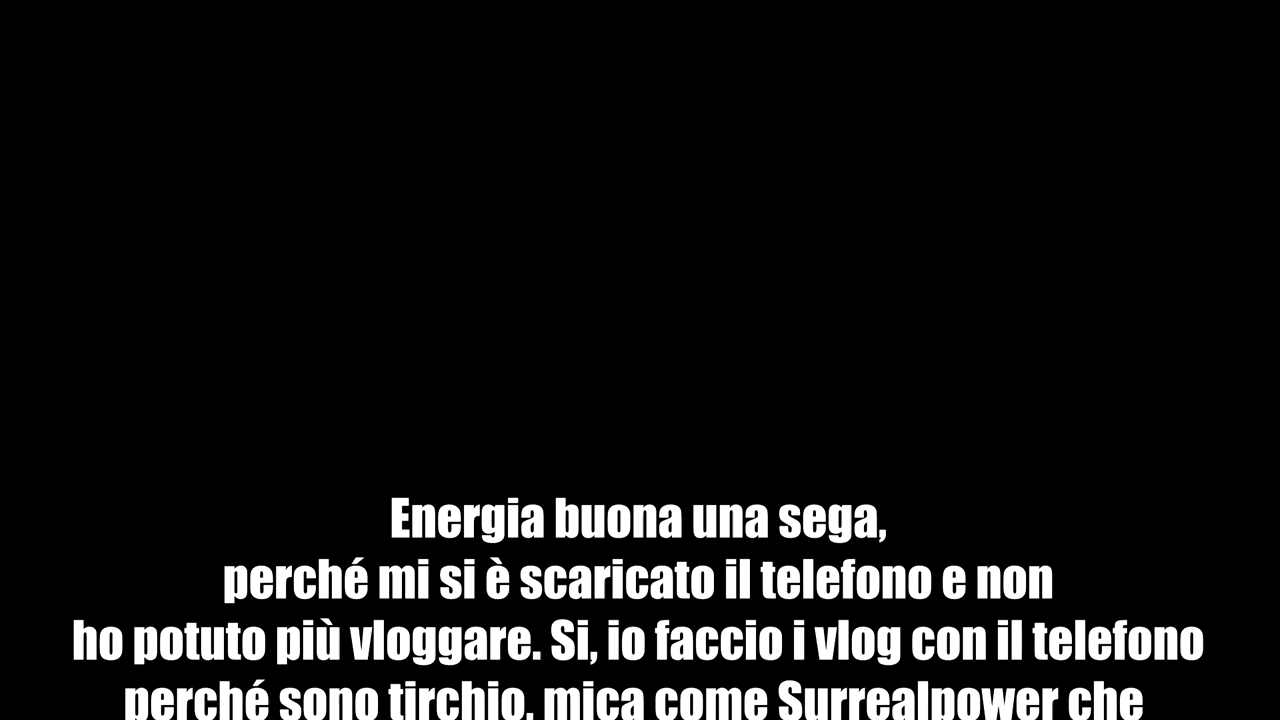 Energia buona una sega,
perché mi si è scaricato il telefono e non
ho potuto più vloggare. Si, io faccio i vlog con il telefono
perché sono tirchio, mica come Surrealpower che